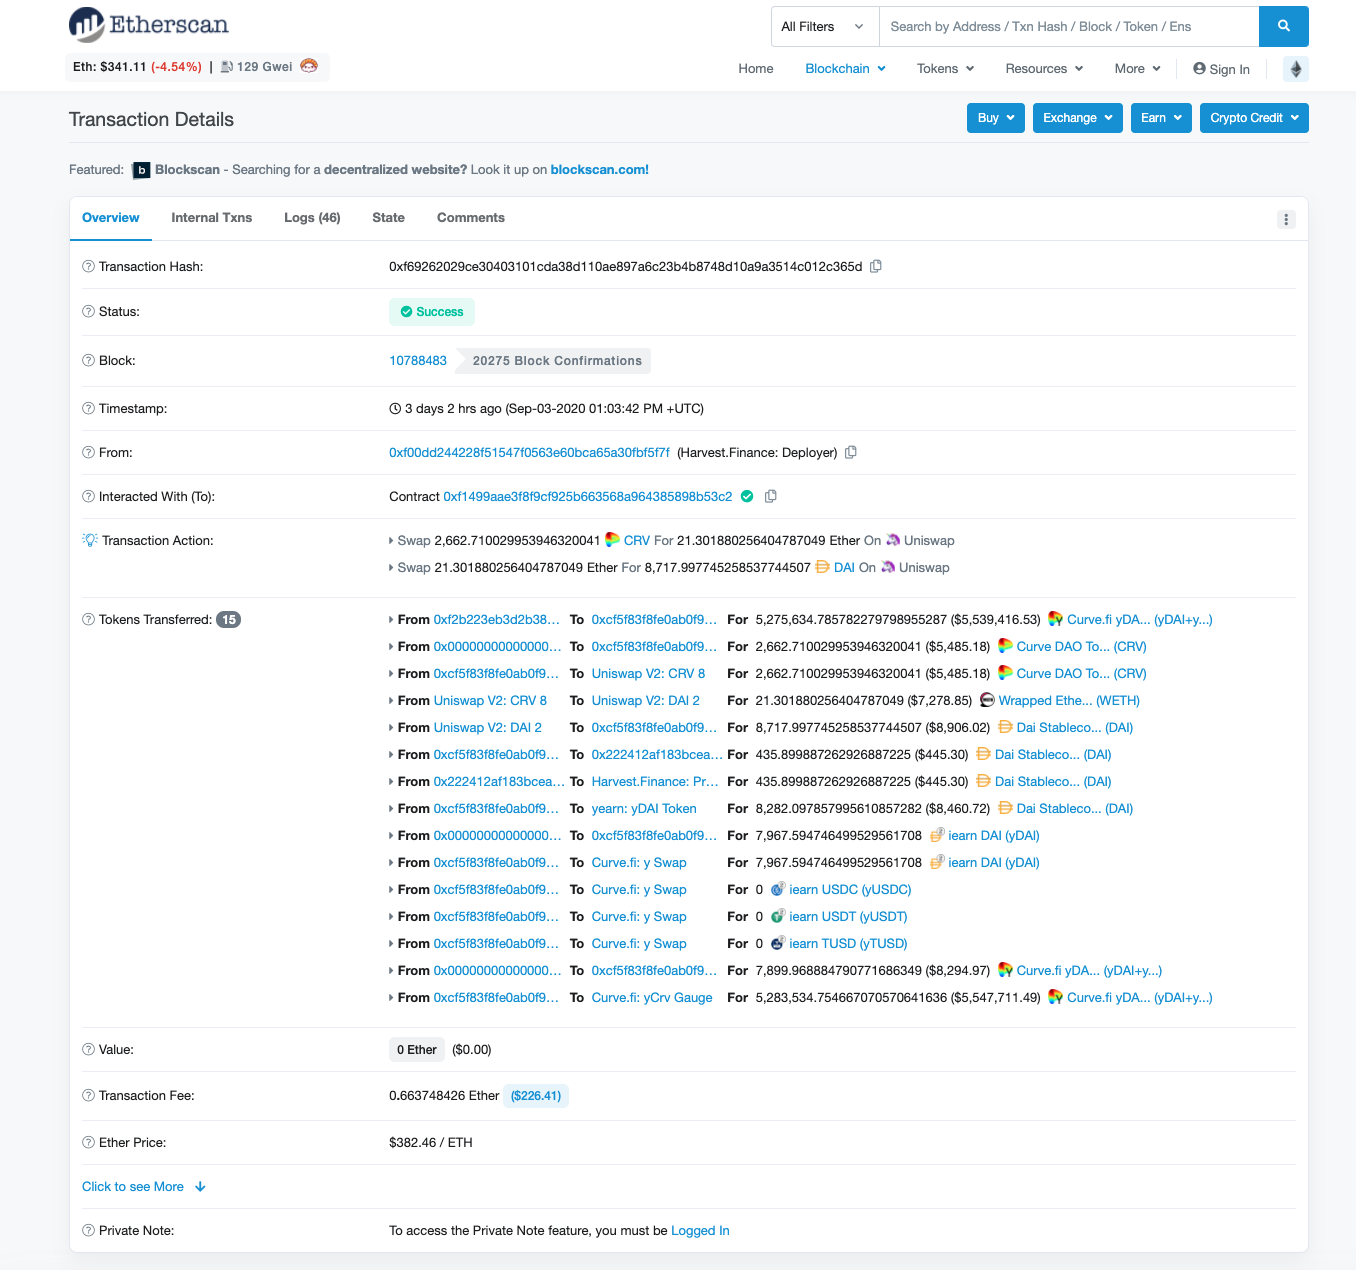 Etherscan
All Filters
Search by Address / Txn Hash / Block / Token / Ens
Eth: $341.11 (-4.54%) | 129 Gwei
Home Blockchain Tokens Resources More Sign In
Transaction Details
Buy Exchange Earn Crypto Credit
Featured: b Blockscan - Searching for a decentralized website? Look it up on blockscan.com!
Overview Internal Txns Logs (46) State Comments
Transaction Hash: 0xf69262029ce30403101cda38d110ae897a6c23b4b8748d10a9a3514c012c365d
Status: Success
Block: 10788483 20275 Block Confirmations
Timestamp: 3 days 2 hrs ago (Sep-03-2020 01:03:42 PM +UTC)
From: 0xf00dd244228f51547f0563e60bca65a30fbf5f7f (Harvest.Finance: Deployer)
Interacted With (To): Contract 0xf1499aae3f8f9cf925b663568a964385898b53c2
Transaction Action: Swap 2,662.710029953946320041 CRV For 21.301880256404787049 Ether On Uniswap
Swap 21.301880256404787049 Ether For 8,717.997745258537744507 DAI On Uniswap
Tokens Transferred: 15 From 0xf2b223eb3d2b38... To 0xcf5f83f8fe0ab0f9... For 5,275,634.785782279798955287 ($5,539,416.53) Curve.fi yDA... (yDAI+y...)
From 0x00000000000000... To 0xcf5f83f8fe0ab0f9... For 2,662.710029953946320041 ($5,485.18) Curve DAO To... (CRV)
From 0xcf5f83f8fe0ab0f9... To Uniswap V2: CRV 8 For 2,662.710029953946320041 ($5,485.18) Curve DAO To... (CRV)
From Uniswap V2: CRV 8 To Uniswap V2: DAI 2 For 21.301880256404787049 ($7,278.85) Wrapped Ethe... (WETH)
From Uniswap V2: DAI 2 To 0xcf5f83f8fe0ab0f9... For 8,717.997745258537744507 ($8,906.02) Dai Stableco... (DAI)
From 0xcf5f83f8fe0ab0f9... To 0x222412af183bcea... For 435.899887262926887225 ($445.30) Dai Stableco... (DAI)
From 0x222412af183bcea... To Harvest.Finance: Pr... For 435.899887262926887225 ($445.30) Dai Stableco... (DAI)
From 0xcf5f83f8fe0ab0f9... To yearn: yDAI Token For 8,282.097857995610857282 ($8,460.72) Dai Stableco... (DAI)
From 0x00000000000000... To 0xcf5f83f8fe0ab0f9... For 7,967.594746499529561708 iearn DAI (yDAI)
From 0xcf5f83f8fe0ab0f9... To Curve.fi: y Swap For 7,967.594746499529561708 iearn DAI (yDAI)
From 0xcf5f83f8fe0ab0f9... To Curve.fi: y Swap For 0 iearn USDC (yUSDC)
From 0xcf5f83f8fe0ab0f9... To Curve.fi: y Swap For 0 iearn USDT (yUSDT)
From 0xcf5f83f8fe0ab0f9... To Curve.fi: y Swap For 0 iearn TUSD (yTUSD)
From 0x00000000000000... To 0xcf5f83f8fe0ab0f9... For 7,899.968884790771686349 ($8,294.97) Curve.fi yDA... (yDAI+y...)
From 0xcf5f83f8fe0ab0f9... To Curve.fi: yCrv Gauge For 5,283,534.754667070570641636 ($5,547,711.49) Curve.fi yDA... (yDAI+y...)
Value: 0 Ether ($0.00)
Transaction Fee: 0.663748426 Ether ($226.41)
Ether Price: $382.46 / ETH
Click to see More
Private Note: To access the Private Note feature, you must be Logged In